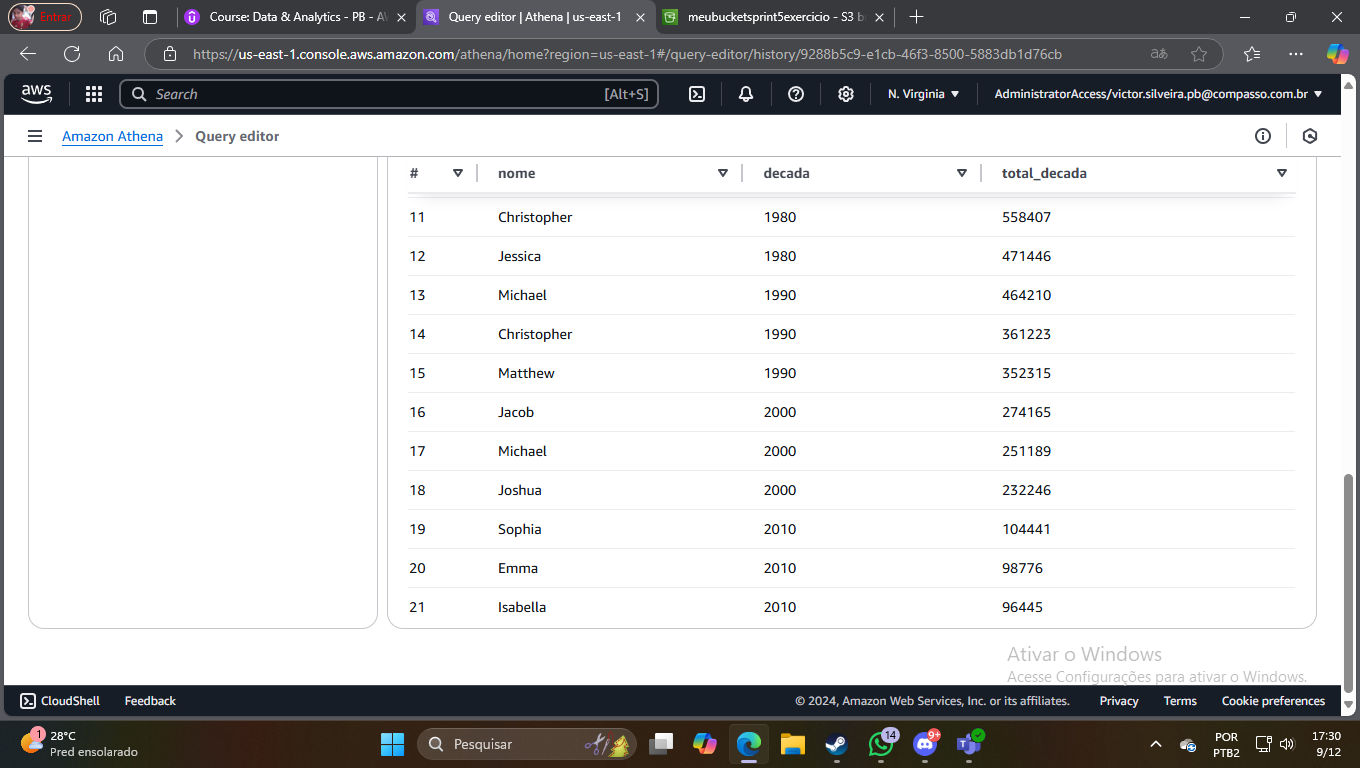 Entrar
Course: Data & Analytics - PB - AW
Query editor | Athena | us-east-1
meubucketsprint5exercicio - S3 b
https://us-east-1.console.aws.amazon.com/athena/home?region=us-east-1#/query-editor/history/9288b5c9-e1cb-46f3-8500-5883db1d76cb
aあ
aws
Search
[Alt+S]
N. Virginia
AdministratorAccess/victor.silveira.pb@compasso.com.br
Amazon Athena
Query editor
# nome decada total_decada
11 Christopher 1980 558407
12 Jessica 1980 471446
13 Michael 1990 464210
14 Christopher 1990 361223
15 Matthew 1990 352315
16 Jacob 2000 274165
17 Michael 2000 251189
18 Joshua 2000 232246
19 Sophia 2010 104441
20 Emma 2010 98776
21 Isabella 2010 96445
Ativar o Windows
Acesse Configurações para ativar o Windows.
CloudShell
Feedback
© 2024, Amazon Web Services, Inc. or its affiliates.
Privacy
Terms
Cookie preferences
1
28°C
Pred ensolarado
Pesquisar
14
9+
POR
PTB2
17:30
9/12